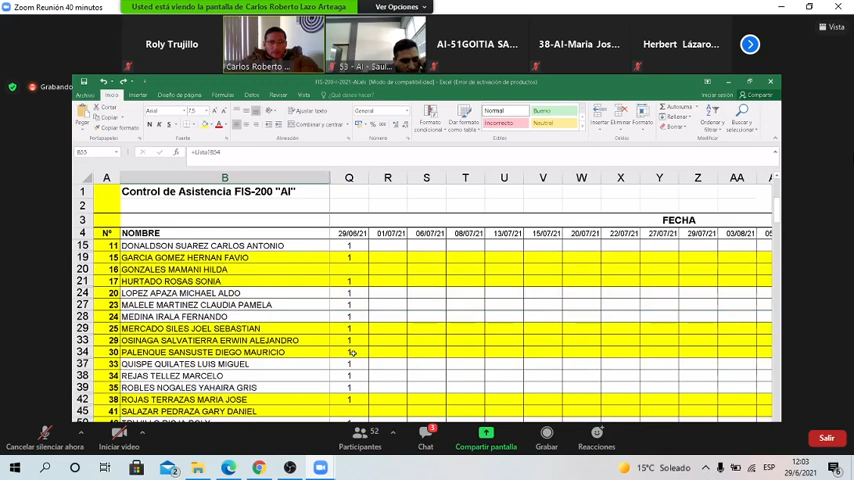 Zoom Reunión 40 minutos
Usted está viendo la pantalla de Carlos Roberto Lazo Arteaga
Ver Opciones
Vista
Roly Trujillo
Carlos Roberto ...
53 - AI - Saul...
AI-51GOITIA SA...
38-AI-Maria Jos...
Herbert Lázaro...
Grabando
FIS-200-I-2021-AI.xls [Modo de compatibilidad] - Excel (Error de activación de productos)
Archivo Inicio Insertar Diseño de página Fórmulas Datos Revisar Vista ¿Qué desea hacer? Iniciar sesión Compartir
Pegar
Cortar
Copiar
Copiar formato
Portapapeles
Arial
N K S
Fuente
Ajustar texto
Combinar y centrar
Alineación
General
Número
Formato condicional
Dar formato como tabla
Normal
Bueno
Incorrecto
Neutral
Estilos
Insertar Eliminar Formato
Celdas
Autosuma
Rellenar
Borrar
A Q B R S T U V W X Y Z AA
1 Control de Asistencia FIS-200 "AI"
2
3 FECHA
4 Nº NOMBRE 29/06/21 01/07/21 06/07/21 08/07/21 13/07/21 15/07/21 20/07/21 22/07/21 27/07/21 29/07/21 03/08/21 05
15 11 DONALDSON SUAREZ CARLOS ANTONIO 1
19 15 GARCIA GOMEZ HERNAN FAVIO 1
20 16 GONZALES MAMANI HILDA
21 17 HURTADO ROSAS SONIA 1
24 20 LOPEZ APAZA MICHAEL ALDO 1
27 23 MALELE MARTINEZ CLAUDIA PAMELA 1
28 24 MEDINA IRALA FERNANDO 1
29 25 MERCADO SILES JOEL SEBASTIAN 1
33 29 OSINAGA SALVATIERRA ERWIN ALEJANDRO 1
34 30 PALENQUE SANSUSTE DIEGO MAURICIO 1
37 33 QUISPE QUILATES LUIS MIGUEL 1
38 34 REJAS TELLEZ MARCELO 1
39 35 ROBLES NOGALES YAHAIRA GRIS 1
42 38 ROJAS TERRAZAS MARIA JOSE 1
45 41 SALAZAR PEDRAZA GARY DANIEL
Cancelar silenciar ahora
Iniciar video
52
Participantes
3
Chat
Compartir pantalla
Grabar
Reacciones
Salir
15°C Soleado
ESP
12:03
29/6/2021